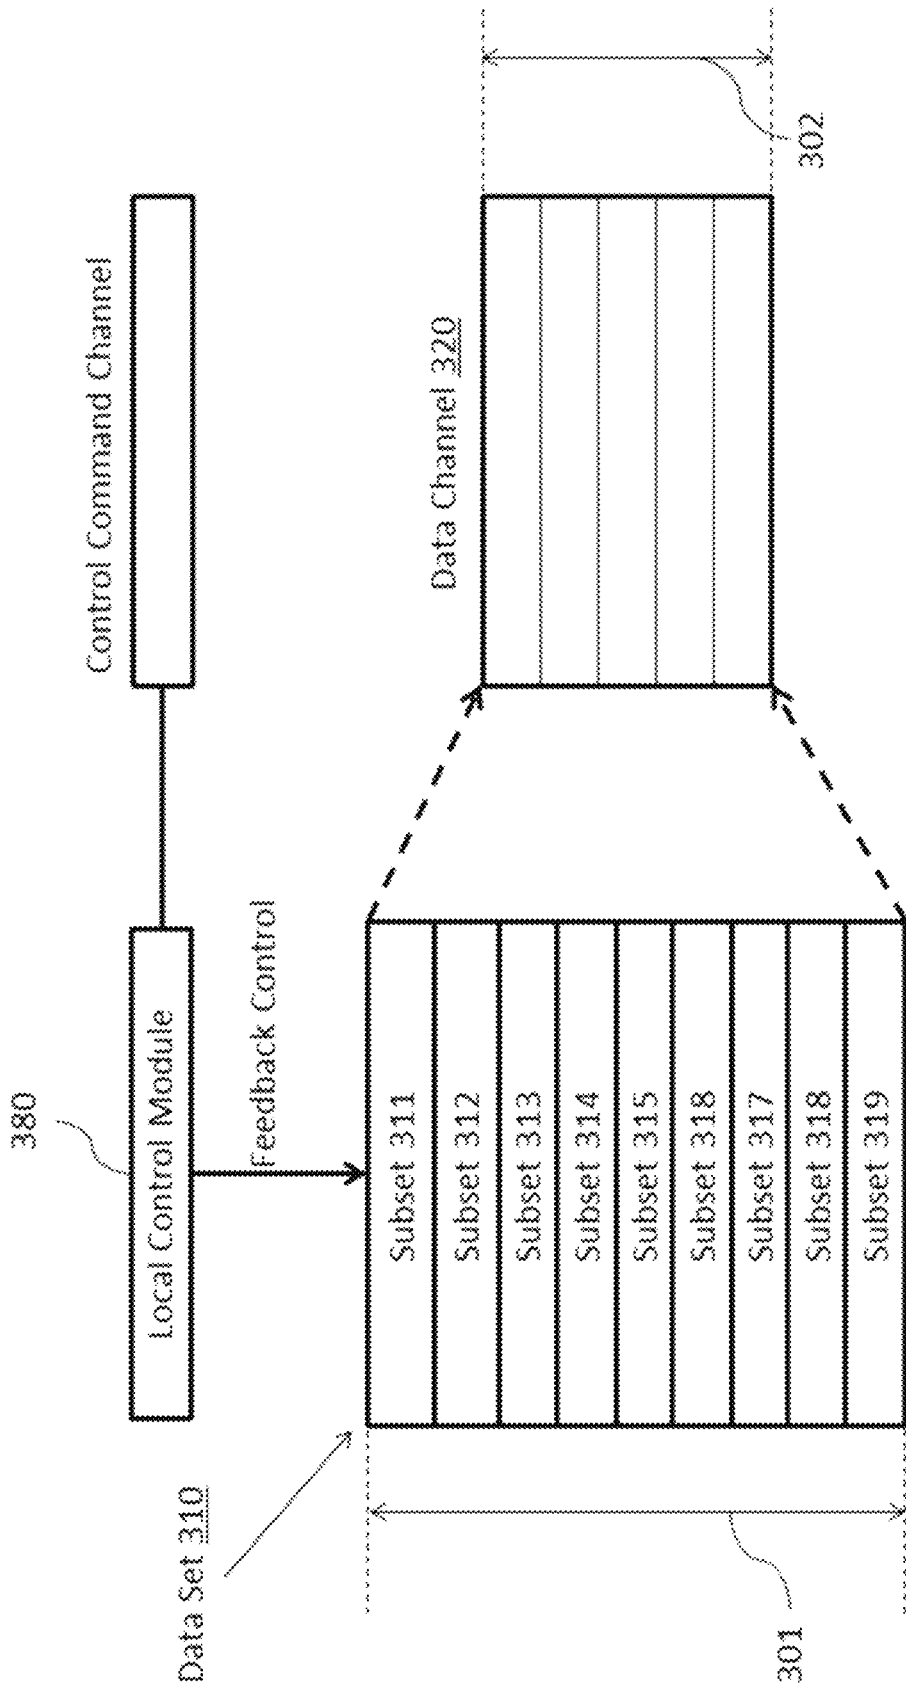 380
Local Control Module
Control Command Channel
Feedback Control
Data Set 310
Data Channel 320
Subset 311
Subset 312
Subset 313
Subset 314
Subset 315
Subset 318
Subset 317
Subset 318
Subset 319
301
302